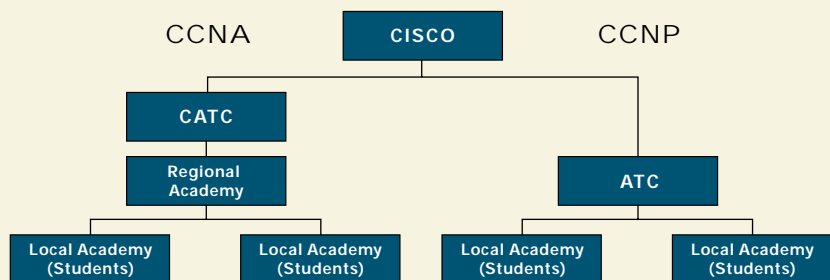 CCNA
CISCO
CCNP
CATC
Regional
Academy
ATC
Local Academy
(Students)
Local Academy
(Students)
Local Academy
(Students)
Local Academy
(Students)